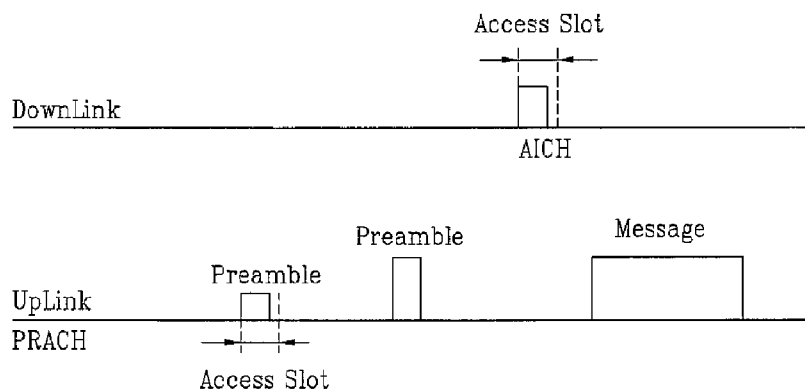 Access Slot
DownLink
AICH
Preamble
Message
Preamble
UpLink
PRACH
Access Slot